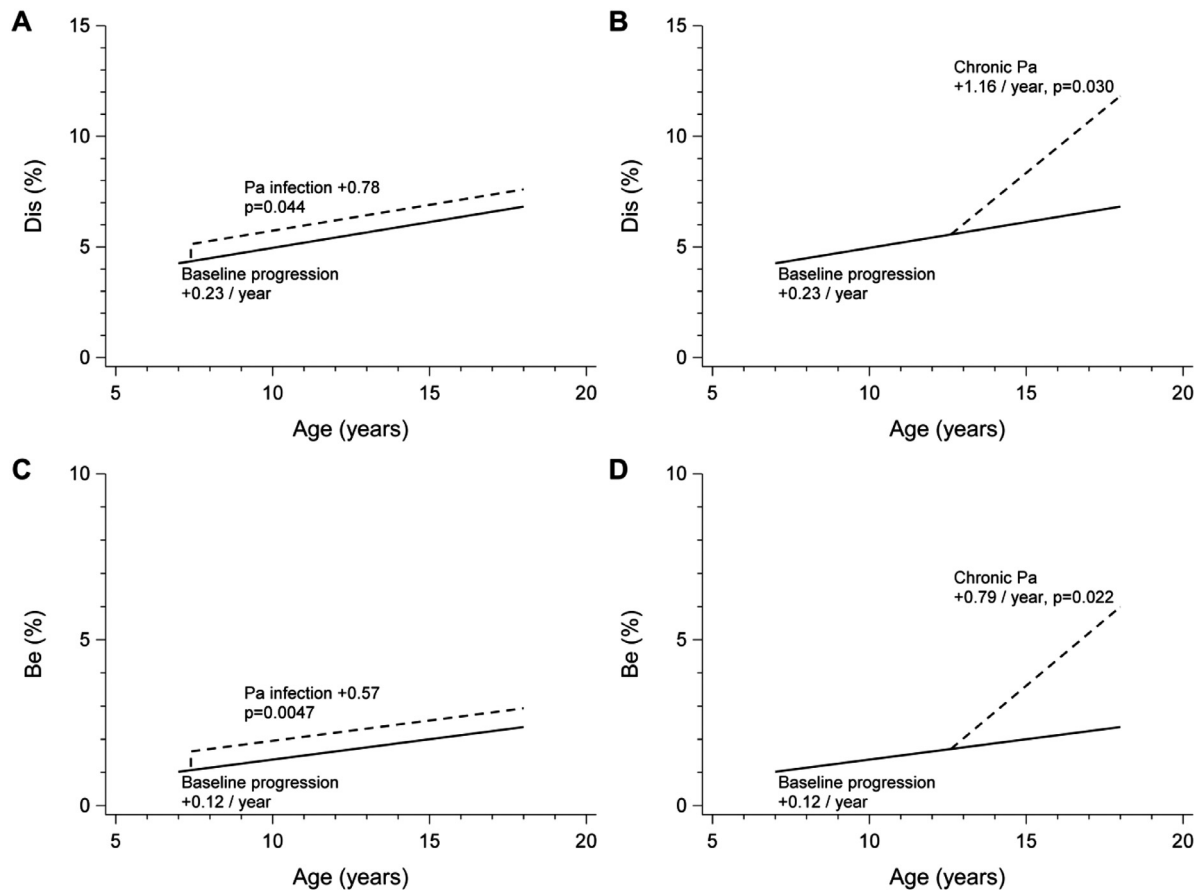 A
15
10
5
0
Dis (%)
Pa infection +0.78
p=0.044
Baseline progression
+0.23 / year
5
10
15
20
Age (years)
B
15
10
5
0
Dis (%)
Chronic Pa
+1.16 / year, p=0.030
Baseline progression
+0.23 / year
5
10
15
20
Age (years)
C
10
5
0
Be (%)
Pa infection +0.57
p=0.0047
Baseline progression
+0.12 / year
5
10
15
20
Age (years)
D
10
5
0
Be (%)
Chronic Pa
+0.79 / year, p=0.022
Baseline progression
+0.12 / year
5
10
15
20
Age (years)